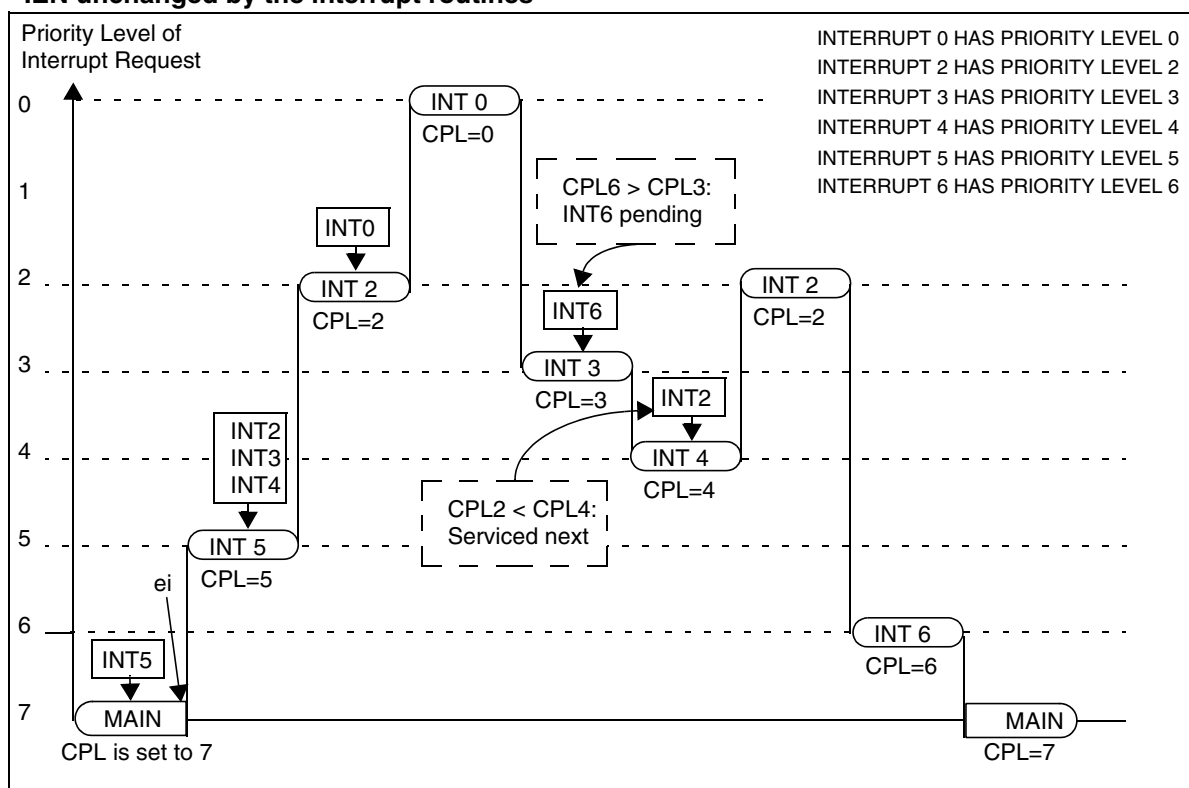 IEN unchanged by the interrupt routines
Priority Level of
Interrupt Request
INTERRUPT 0 HAS PRIORITY LEVEL 0
INTERRUPT 2 HAS PRIORITY LEVEL 2
INTERRUPT 3 HAS PRIORITY LEVEL 3
INTERRUPT 4 HAS PRIORITY LEVEL 4
INTERRUPT 5 HAS PRIORITY LEVEL 5
INTERRUPT 6 HAS PRIORITY LEVEL 6
0
INT 0
CPL=0
1
CPL6 > CPL3:
INT6 pending
INT0
2
INT 2
CPL=2
INT 2
CPL=2
INT6
3
INT 3
CPL=3
INT2
INT2
INT3
INT4
4
INT 4
CPL=4
CPL2 < CPL4:
Serviced next
5
INT 5
CPL=5
ei
6
INT 6
CPL=6
INT5
7
MAIN
CPL is set to 7
MAIN
CPL=7